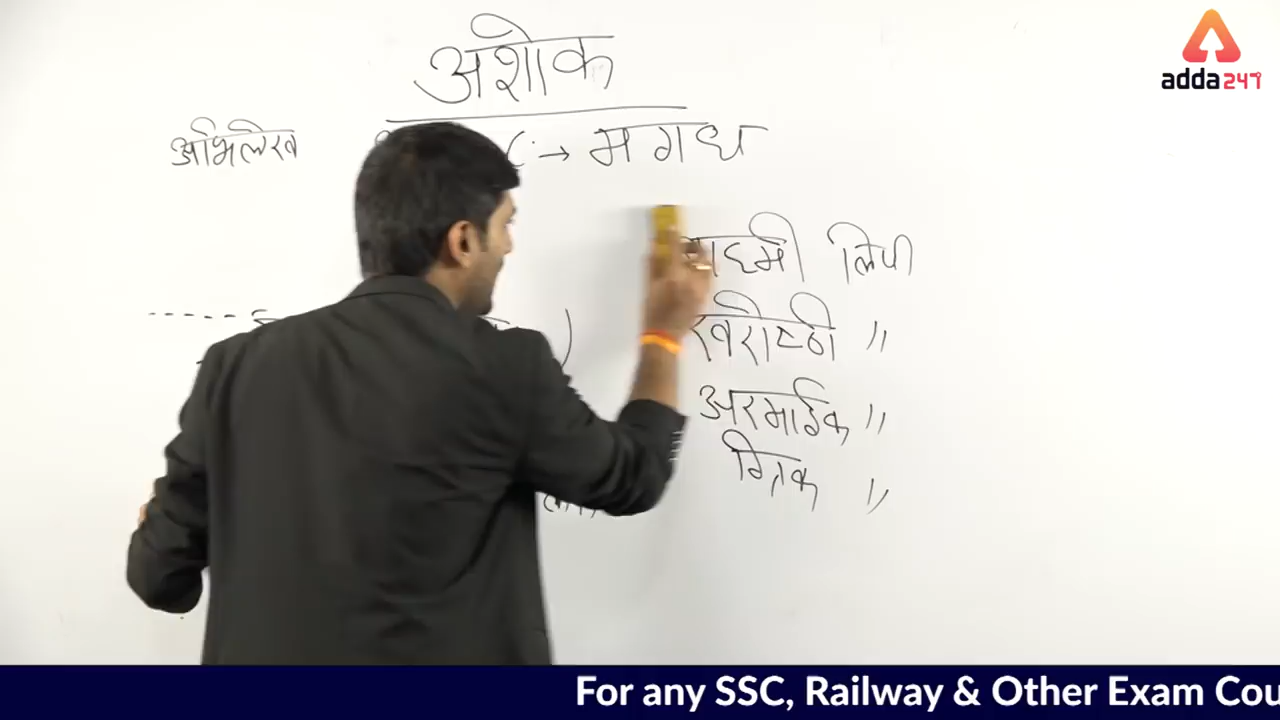 अशोक
अभिलेख → मगध
ब्राह्मी लिपी
खरोष्ठी "
अरमाईक "
ग्रिक "
adda247
For any SSC, Railway & Other Exam Cou